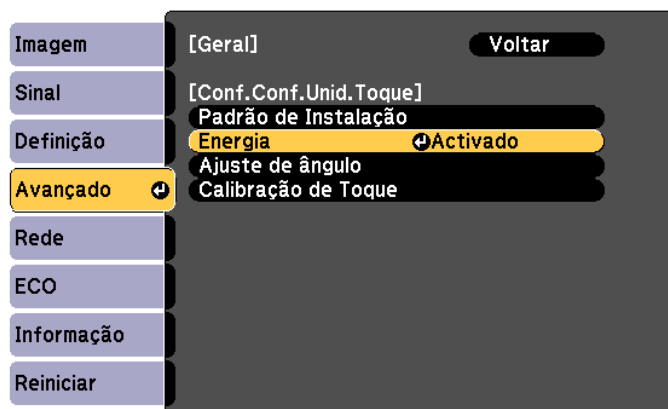 Imagem
Sinal
Definição
Avançado
Rede
ECO
Informação
Reiniciar
[Geral] Voltar
[Conf.Conf.Unid.Toque]
Padrão de Instalação
Energia Activado
Ajuste de ângulo
Calibração de Toque